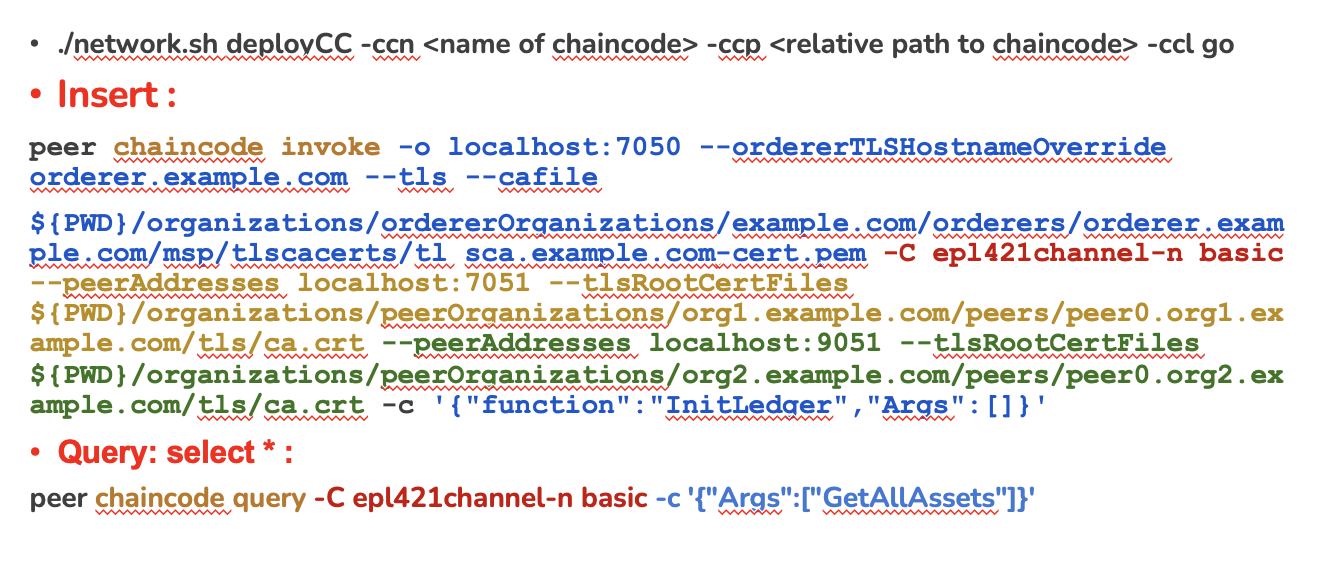 • ./network.sh deployCC -ccn <name of chaincode> -ccp <relative path to chaincode> -ccl go
• Insert :
peer chaincode invoke -o localhost:7050 --ordererTLSHostnameOverride
orderer.example.com --tls --cafile
${PWD}/organizations/ordererOrganizations/example.com/orderers/orderer.exam
ple.com/msp/tlscacerts/tl sca.example.com-cert.pem -C epl421channel-n basic
--peerAddresses localhost:7051 --tlsRootCertFiles
${PWD}/organizations/peerOrganizations/org1.example.com/peers/peer0.org1.ex
ample.com/tls/ca.crt --peerAddresses localhost:9051 --tlsRootCertFiles
${PWD}/organizations/peerOrganizations/org2.example.com/peers/peer0.org2.ex
ample.com/tls/ca.crt -c '{"function":"InitLedger","Args":[]}'
• Query: select * :
peer chaincode query -C epl421channel-n basic -c '{"Args":["GetAllAssets"]}'